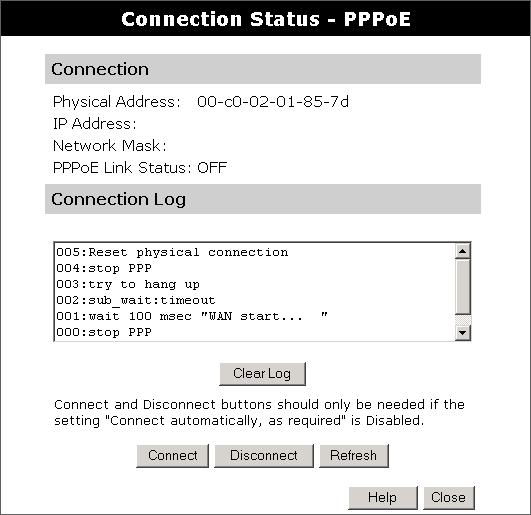 Connection Status - PPPoE
Connection
Physical Address: 00-c0-02-01-85-7d
IP Address:
Network Mask:
PPPoE Link Status: OFF
Connection Log
005:Reset physical connection
004:stop PPP
003:try to hang up
002:sub_wait:timeout
001:wait 100 msec "WAN start... "
000:stop PPP
Clear Log
Connect and Disconnect buttons should only be needed if the
setting "Connect automatically, as required" is Disabled.
Connect Disconnect Refresh
Help Close